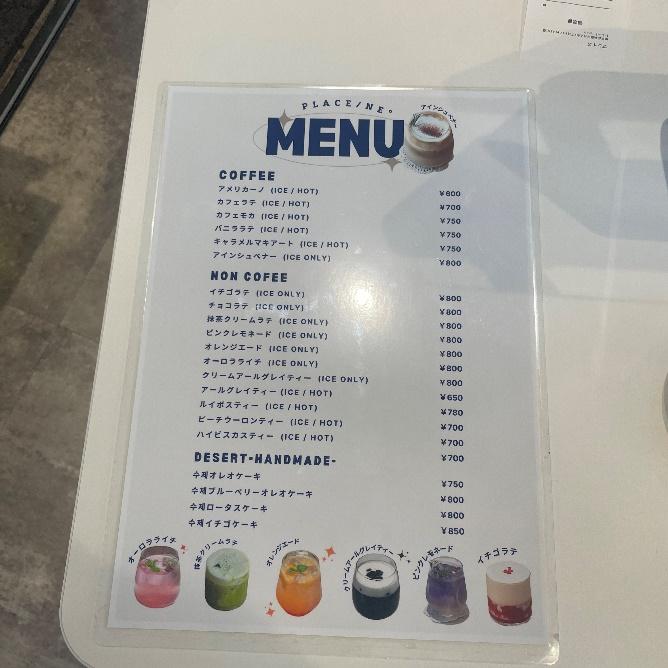 PLACE/NE°
MENU
アインシュペナー
COFFEE
アメリカーノ (ICE / HOT) ¥600
カフェラテ (ICE / HOT) ¥700
カフェモカ (ICE / HOT) ¥750
バニララテ (ICE / HOT) ¥750
キャラメルマキアート (ICE / HOT) ¥750
アインシュペナー (ICE ONLY) ¥800
NON COFEE
イチゴラテ (ICE ONLY) ¥800
チョコラテ (ICE ONLY) ¥800
抹茶クリームラテ (ICE ONLY) ¥800
ピンクレモネード (ICE ONLY) ¥800
オレンジエード (ICE ONLY) ¥800
オーロラライチ (ICE ONLY) ¥800
クリームアールグレイティー (ICE ONLY) ¥800
アールグレイティー (ICE / HOT) ¥650
ルイボスティー (ICE / HOT) ¥780
ピーチウーロンティー (ICE / HOT) ¥700
ハイビスカスティー (ICE / HOT) ¥700
¥700
DESERT-HANDMADE-
수제オレオケーキ ¥750
수제ブルーベリーオレオケーキ ¥800
수제ロータスケーキ ¥800
수제イチゴケーキ ¥850
オーロラライチ
抹茶クリームラテ
オレンジエード
クリームアールグレイティー
ピンクレモネード
イチゴラテ